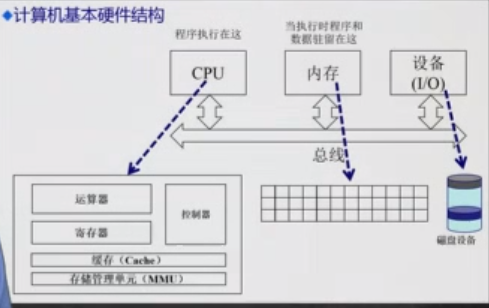 计算机基本硬件结构
程序执行在这
当执行时程序和
数据驻留在这
CPU
内存
设备
(I/O)
总线
运算器
控制器
寄存器
缓存（Cache）
存储管理单元（MMU）
磁盘设备